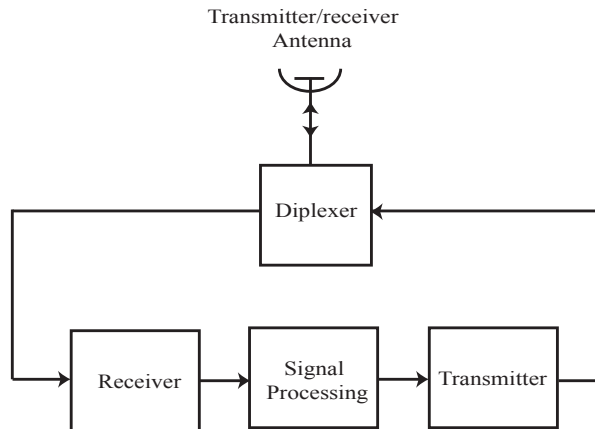 Transmitter/receiver
Antenna
Diplexer
Receiver
Signal
Processing
Transmitter